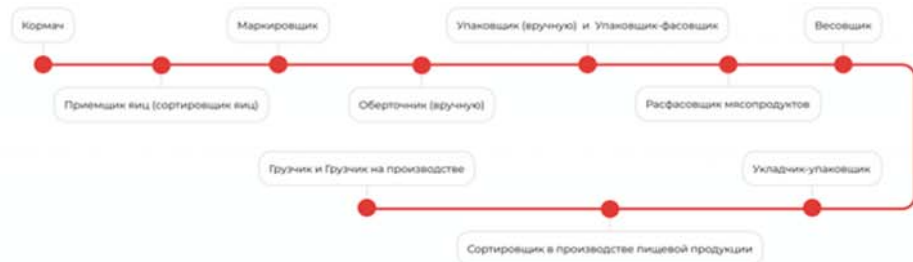 Кормач
Маркировщик
Упаковщик (вручную) и Упаковщик-фасовщик
Весовщик
Приемщик яиц (сортировщик яиц)
Оберточник (вручную)
Расфасовщик мясопродуктов
Грузчик и Грузчик на производстве
Укладчик-упаковщик
Сортировщик в производстве пищевой продукции